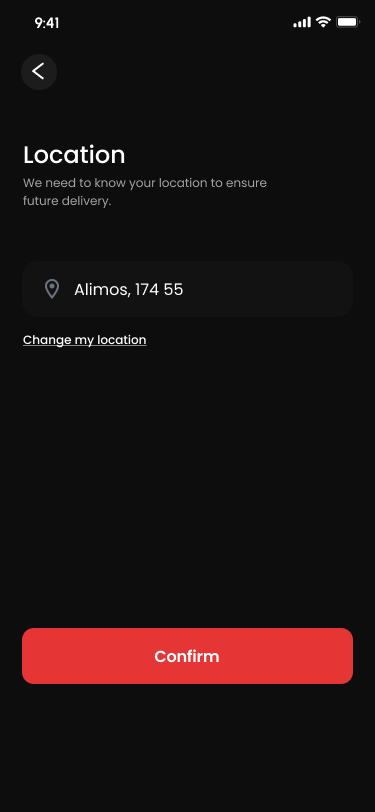 9:41
Location
We need to know your location to ensure
future delivery.
Alimos, 174 55
Change my location
Confirm